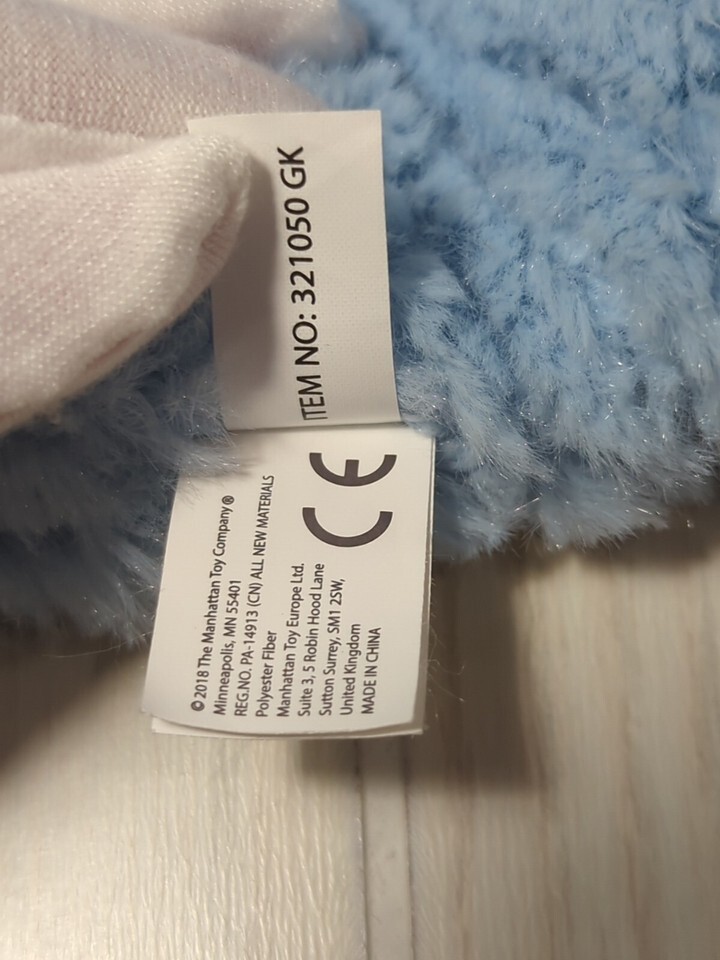 ITEM NO: 321050 GK
CE
© 2018 The Manhattan Toy Company®
Minneapolis, MN 55401
REG.NO. PA-14913 (CN) ALL NEW MATERIALS
Polyester Fiber
Manhattan Toy Europe Ltd.
Suite 3, 5 Robin Hood Lane
Sutton Surrey, SM1 2SW,
United Kingdom
MADE IN CHINA